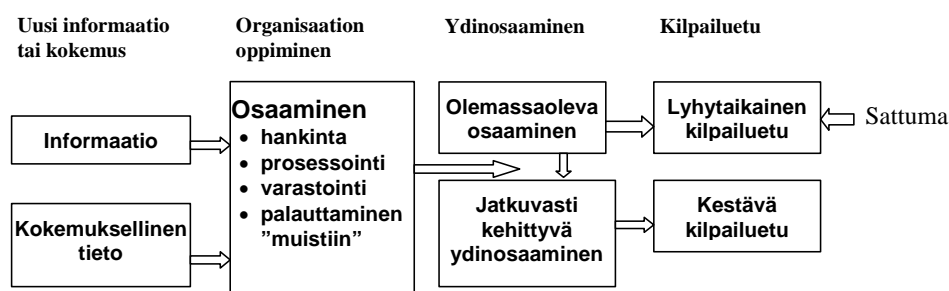 Uusi informaatio
tai kokemus
Organisaation
oppiminen
Ydinosaaminen
Kilpailuetu
Informaatio
Kokemuksellinen
tieto
Osaaminen
• hankinta
• prosessointi
• varastointi
• palauttaminen
”muistiin”
Olemassaoleva
osaaminen
Jatkuvasti
kehittyvä
ydinosaaminen
Lyhytaikainen
kilpailuetu
Kestävä
kilpailuetu
Sattuma